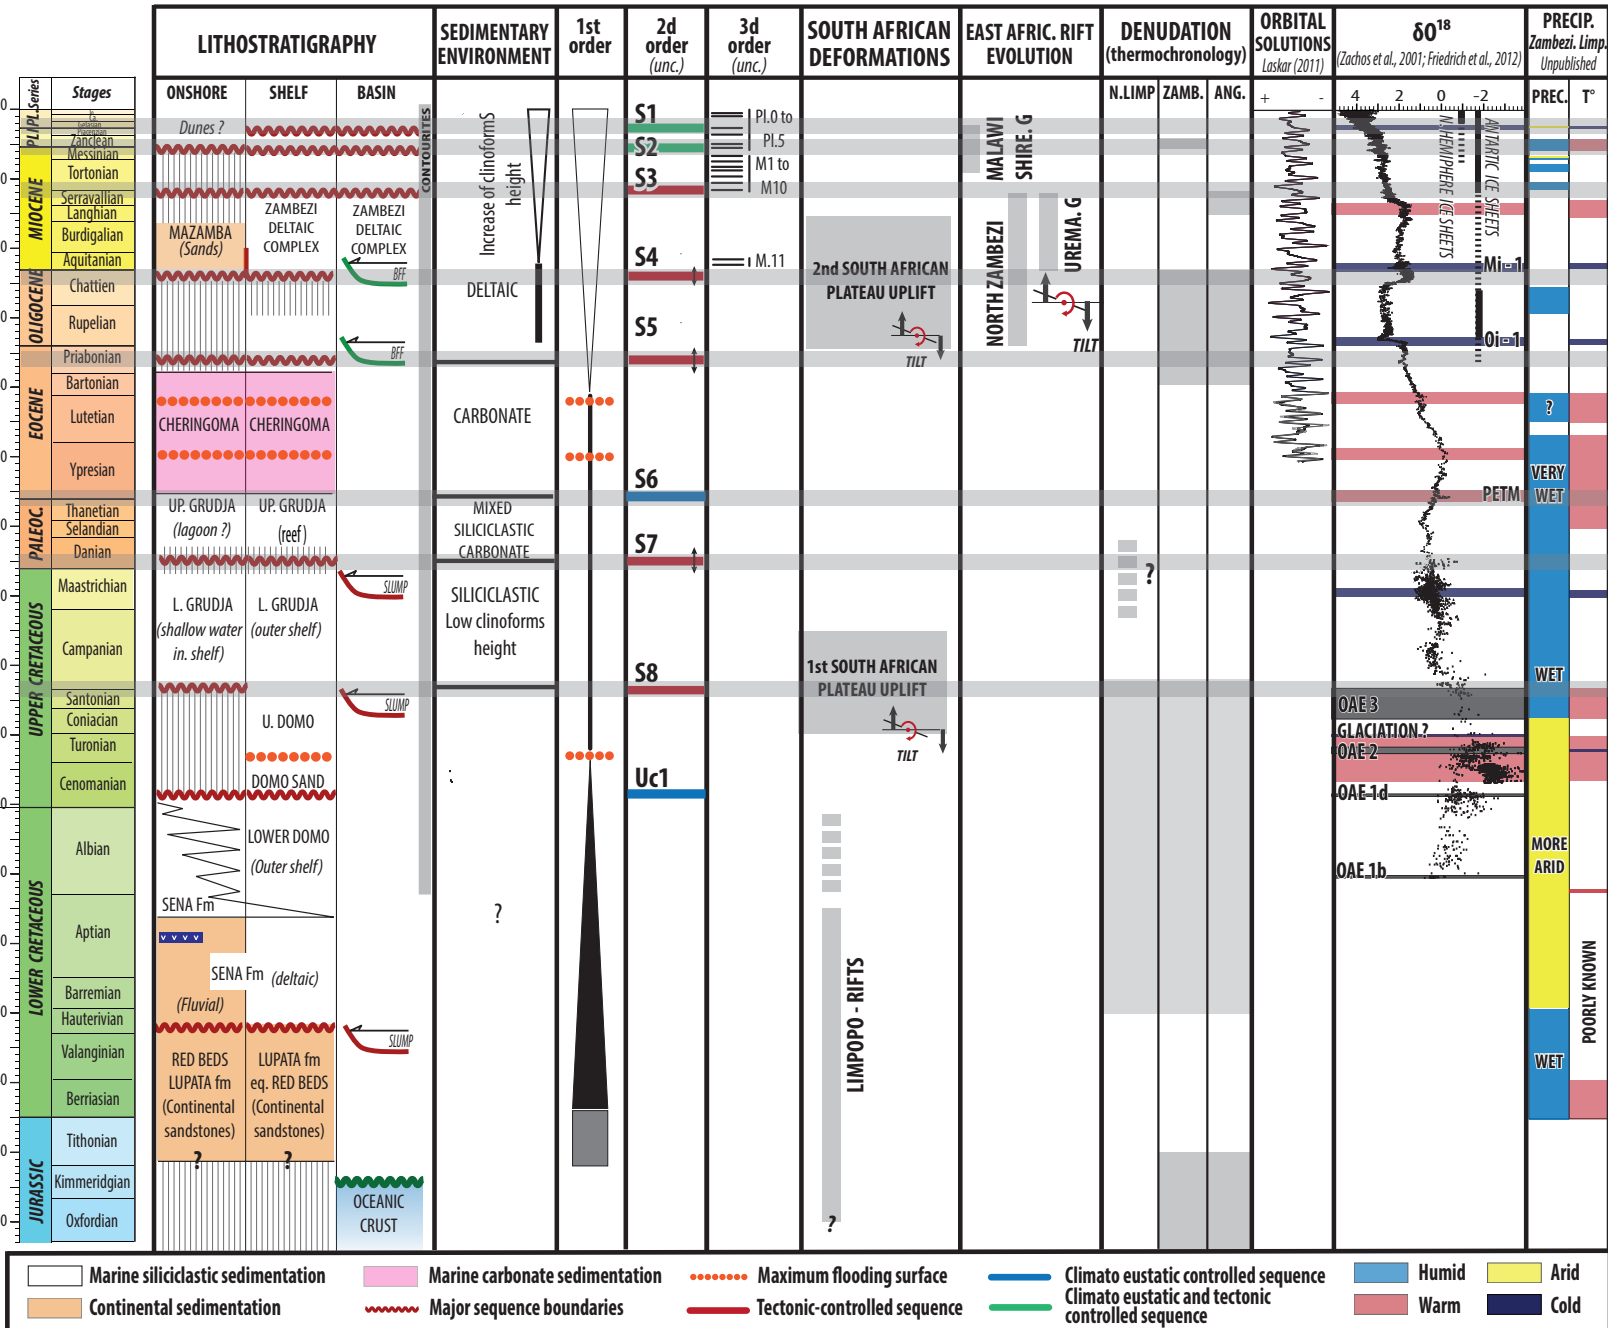 LITHOSTRATIGRAPHY
SEDIMENTARY
ENVIRONMENT
1st
order
2d
order
(unc.)
3d
order
(unc.)
SOUTH AFRICAN
DEFORMATIONS
EAST AFRIC. RIFT
EVOLUTION
DENUDATION
(thermochronology)
ORBITAL
SOLUTIONS
Laskar (2011)
δO18
(Zachos et al., 2001; Friedrich et al., 2012)
PRECIP.
Zambezi. Limp.
Unpublished
Series
Stages
ONSHORE
SHELF
BASIN
N.LIMP
ZAMB.
ANG.
+ -
4 2 0 -2
PREC.
T°
PLIPL.
MIOCENE
OLIGOCENE
EOCENE
PALEOC.
UPPER CRETACEOUS
LOWER CRETACEOUS
JURASSIC
Gelasian
Piacenzian
Zanclean
Messinian
Tortonian
Serravallian
Langhian
Burdigalian
Aquitanian
Chattien
Rupelian
Priabonian
Bartonian
Lutetian
Ypresian
Thanetian
Selandian
Danian
Maastrichian
Campanian
Santonian
Coniacian
Turonian
Cenomanian
Albian
Aptian
Barremian
Hauterivian
Valanginian
Berriasian
Tithonian
Kimmeridgian
Oxfordian
Dunes ?
MAZAMBA
(Sands)
ZAMBEZI
DELTAIC
COMPLEX
ZAMBEZI
DELTAIC
COMPLEX
BFF
BFF
CONTOURITES
CHERINGOMA
CHERINGOMA
UP. GRUDJA
(lagoon ?)
UP. GRUDJA
(reef)
L. GRUDJA
(shallow water
in. shelf)
L. GRUDJA
(outer shelf)
SLUMP
SLUMP
U. DOMO
DOMO SAND
LOWER DOMO
(Outer shelf)
SENA Fm
SENA Fm
(deltaic)
v v v v
(Fluvial)
SLUMP
RED BEDS
LUPATA fm
(Continental
sandstones)
?
LUPATA fm
eq. RED BEDS
(Continental
sandstones)
?
OCEANIC
CRUST
Increase of clinoformS
height
DELTAIC
CARBONATE
MIXED
SILICICLASTIC
CARBONATE
SILICICLASTIC
Low clinoforms
height
?
S1
S2
S3
S4
S5
S6
S7
S8
Uc1
Pl.0 to
Pl.5
M1 to
M10
M.11
2nd SOUTH AFRICAN
PLATEAU UPLIFT
TILT
1st SOUTH AFRICAN
PLATEAU UPLIFT
TILT
LIMPOPO - RIFTS
?
MALAWI
SHIRE. G
NORTH ZAMBEZI
UREMA. G
TILT
?
N.HEMIPHERE ICE SHEETS
ANTARTIC ICE SHEETS
Mi - 1
Oi - 1
PETM
OAE 3
GLACIATION ?
OAE 2
OAE 1d
OAE 1b
?
VERY
WET
WET
MORE
ARID
WET
POORLY KNOWN
Marine siliciclastic sedimentation
Continental sedimentation
Marine carbonate sedimentation
Major sequence boundaries
Maximum flooding surface
Tectonic-controlled sequence
Climato eustatic controlled sequence
Climato eustatic and tectonic
controlled sequence
Humid
Arid
Warm
Cold